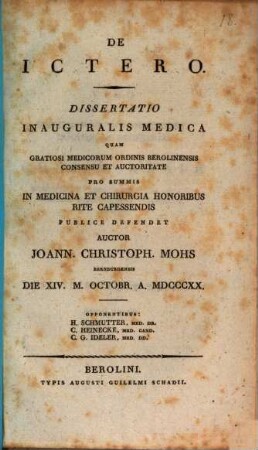 DE
ICTERO.
DISSERTATIO
INAUGURALIS MEDICA
QUAM
GRATIOSI MEDICORUM ORDINIS BEROLINENSIS
CONSENSU ET AUCTORITATE
PRO SUMMIS
IN MEDICINA ET CHIRURGIA HONORIBUS
RITE CAPESSENDIS
PUBLICE DEFENDET
AUCTOR
JOANN. CHRISTOPH. MOHS
DIE XIV. M. OCTOBR. A. MDCCCXX.
OPPONENTIBUS:
H. SCHMUTTER, MED. DR.
C. HEINECKE, MED. CAND.
C. G. IDELER, MED. DR.
BEROLINI.
TYPIS AUGUSTI GUILELMI SCHADII.